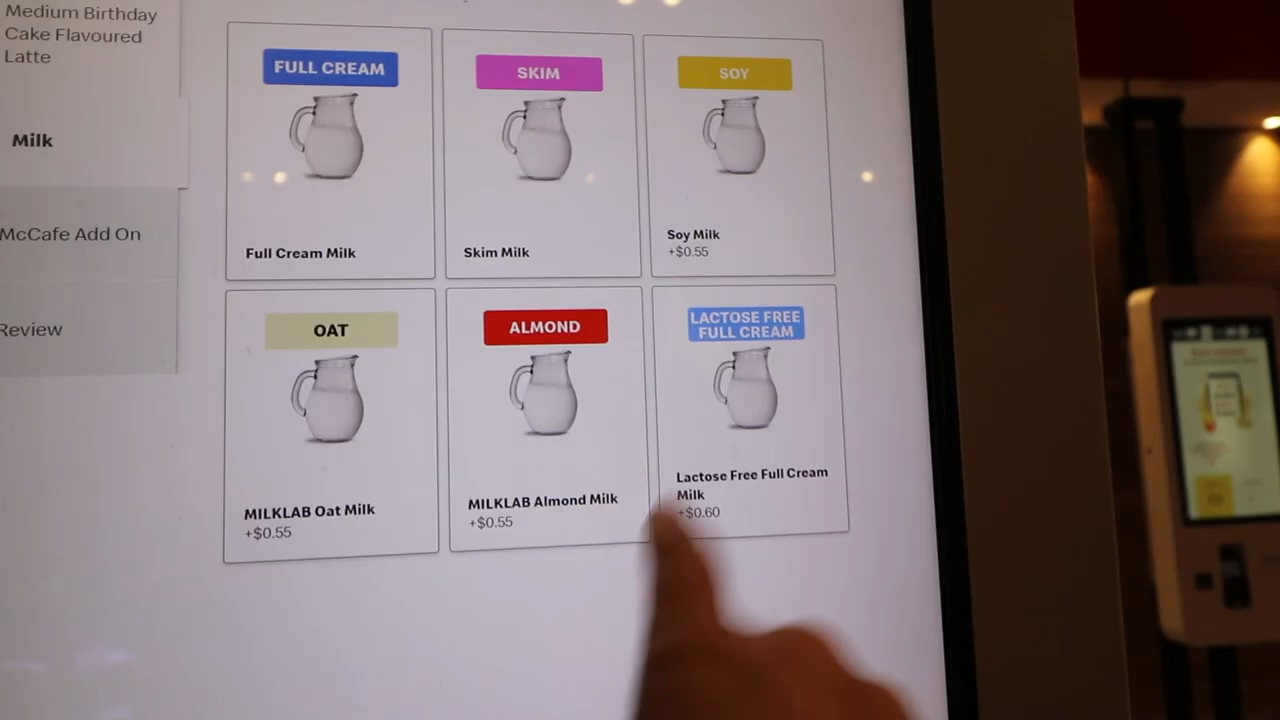 Medium Birthday
Cake Flavoured
Latte
Milk
McCafe Add On
Review
FULL CREAM
Full Cream Milk
SKIM
Skim Milk
SOY
Soy Milk
+$0.55
OAT
MILKLAB Oat Milk
+$0.55
ALMOND
MILKLAB Almond Milk
+$0.55
LACTOSE FREE
FULL CREAM
Lactose Free Full Cream
Milk
+$0.60